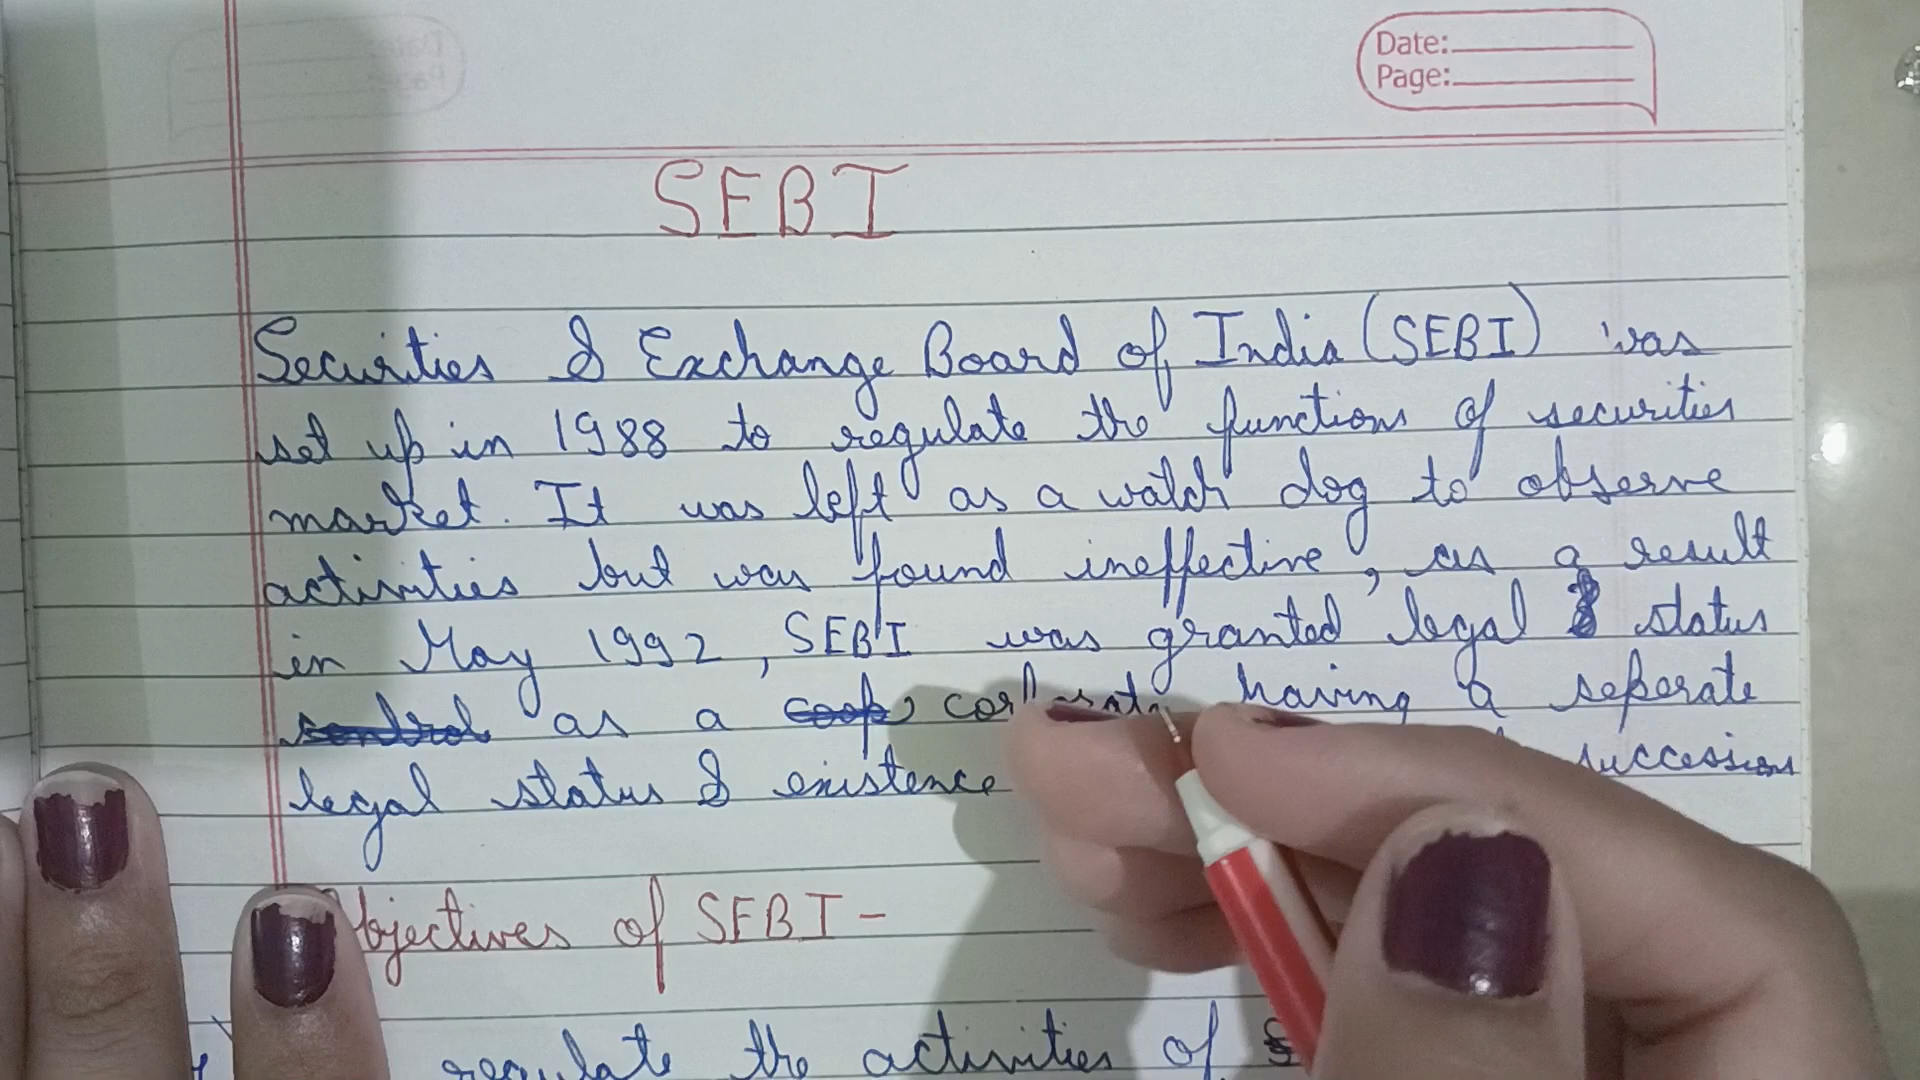 Date:
Page:
SEBI
Securities & Exchange Board of India (SEBI) was
set up in 1988 to regulate the functions of securities
market. It was left as a watch dog to observe
activities but was found ineffective, as a result
in May 1992, SEBI was granted legal status
as a having a seperate
legal status & existence succession
Objectives of SEBI -
regulate the activities of